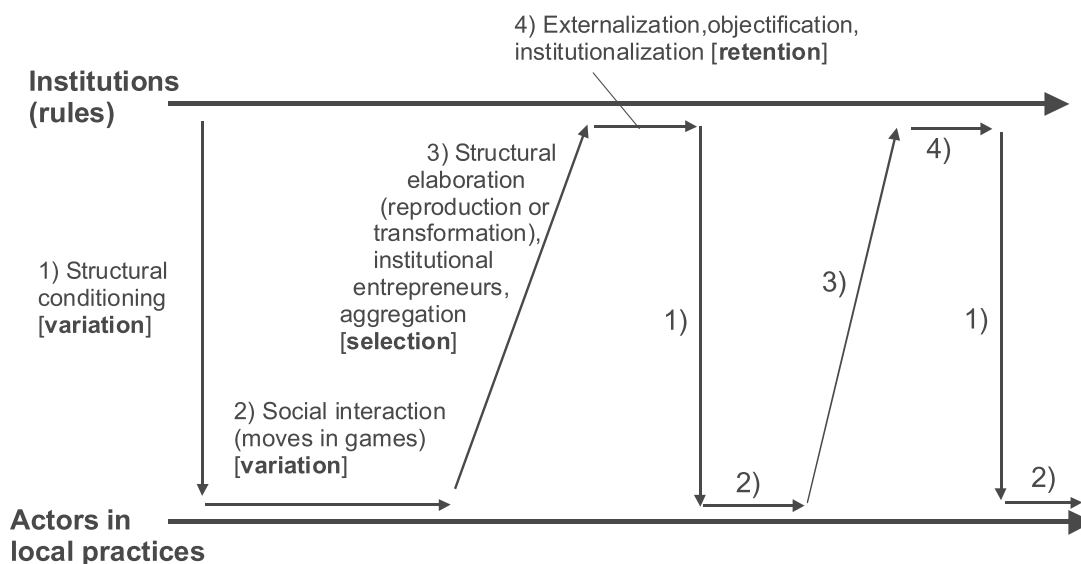 4) Externalization,objectification,
institutionalization [retention]
Institutions
(rules)
3) Structural
elaboration
(reproduction or
transformation),
institutional
entrepreneurs,
aggregation
[selection]
4)
1) Structural
conditioning
[variation]
3)
1)
1)
2) Social interaction
(moves in games)
[variation]
2)
2)
Actors in
local practices